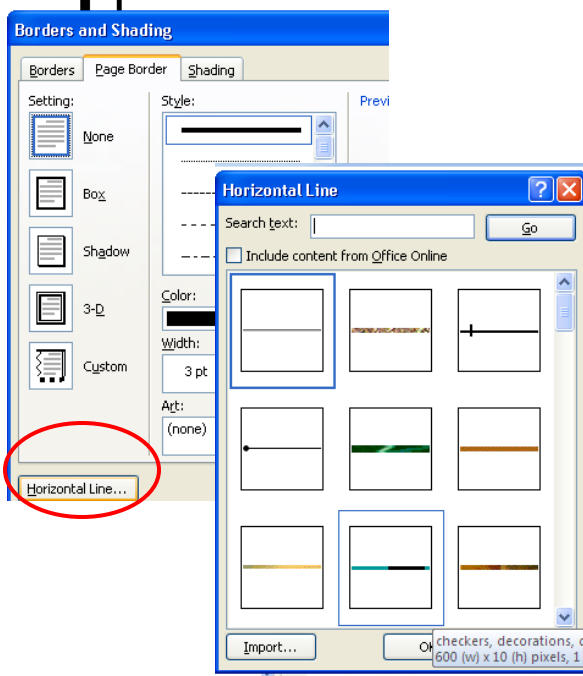 Borders and Shading
Borders Page Border Shading
Setting:
None
Box
Shadow
3-D
Custom
Style:
Color:
Width:
3 pt
Art:
(none)
Horizontal Line...
Horizontal Line
Search text:
Go
Include content from Office Online
Import...
checkers, decorations,
600 (w) x 10 (h) pixels, 1